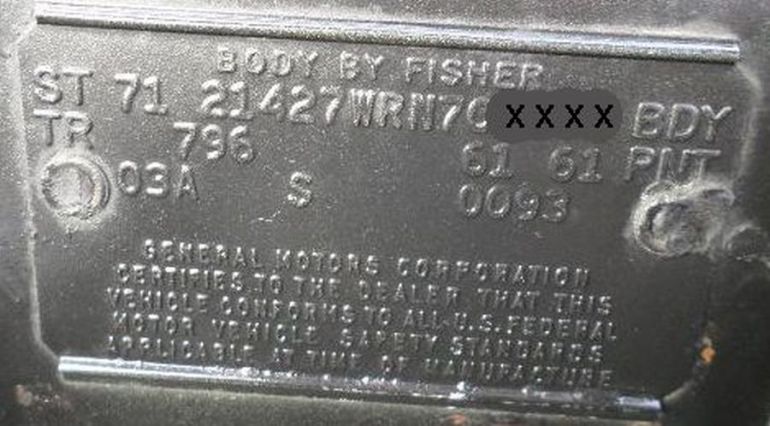 BODY BY FISHER
ST 71 21427WRN70 XXXX BDY
TR 796 61 61 PNT
03A S 0093
GENERAL MOTORS CORPORATION
CERTIFIES TO THE DEALER THAT THIS
VEHICLE CONFORMS TO ALL U.S. FEDERAL
MOTOR VEHICLE SAFETY STANDARDS
APPLICABLE AT TIME OF MANUFACTURE